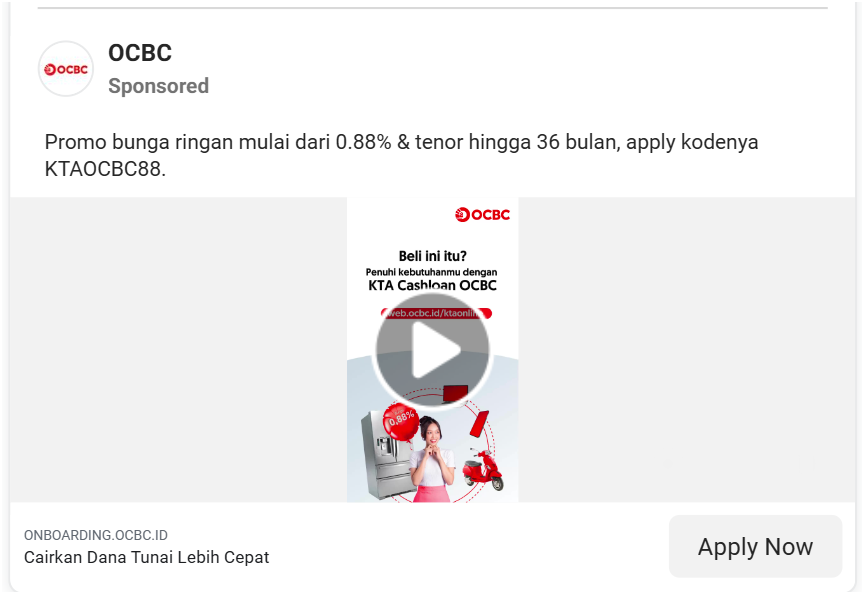 OCBC
OCBC
Sponsored
Promo bunga ringan mulai dari 0.88% & tenor hingga 36 bulan, apply kodenya
KTAOCBC88.
OCBC
Beli ini itu?
Penuhi kebutuhanmu dengan
KTA Cashloan OCBC
web.ocbc.id/ktaonline
0,88%
ONBOARDING.OCBC.ID
Cairkan Dana Tunai Lebih Cepat
Apply Now